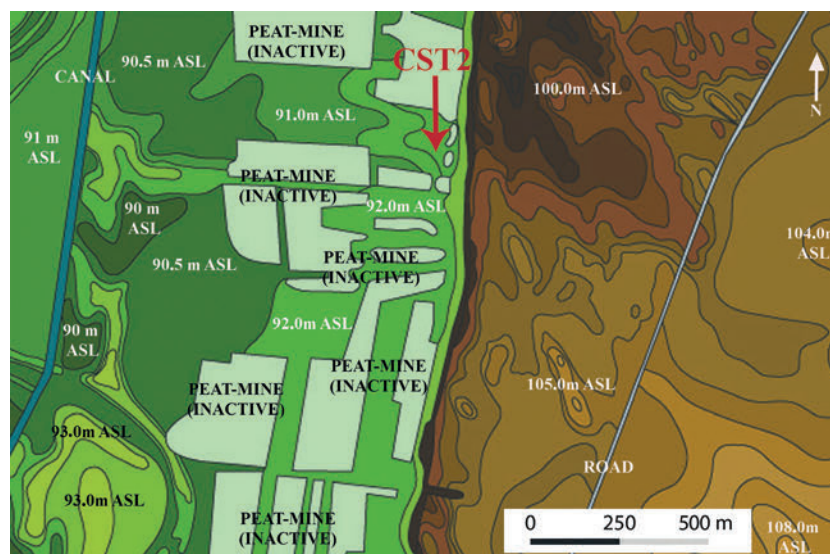 PEAT-MINE
(INACTIVE)
90.5 m ASL
CST2
CANAL
100.0m ASL
91.0m ASL
N
91 m
ASL
PEAT-MINE
(INACTIVE)
92.0m ASL
90 m
ASL
104.0m
ASL
90.5 m ASL
PEAT-MINE
(INACTIVE)
90 m
ASL
92.0m ASL
PEAT-MINE
(INACTIVE)
PEAT-MINE
(INACTIVE)
105.0m ASL
93.0m ASL
ROAD
93.0m ASL
PEAT-MINE
(INACTIVE)
0 250 500 m
108.0m
ASL